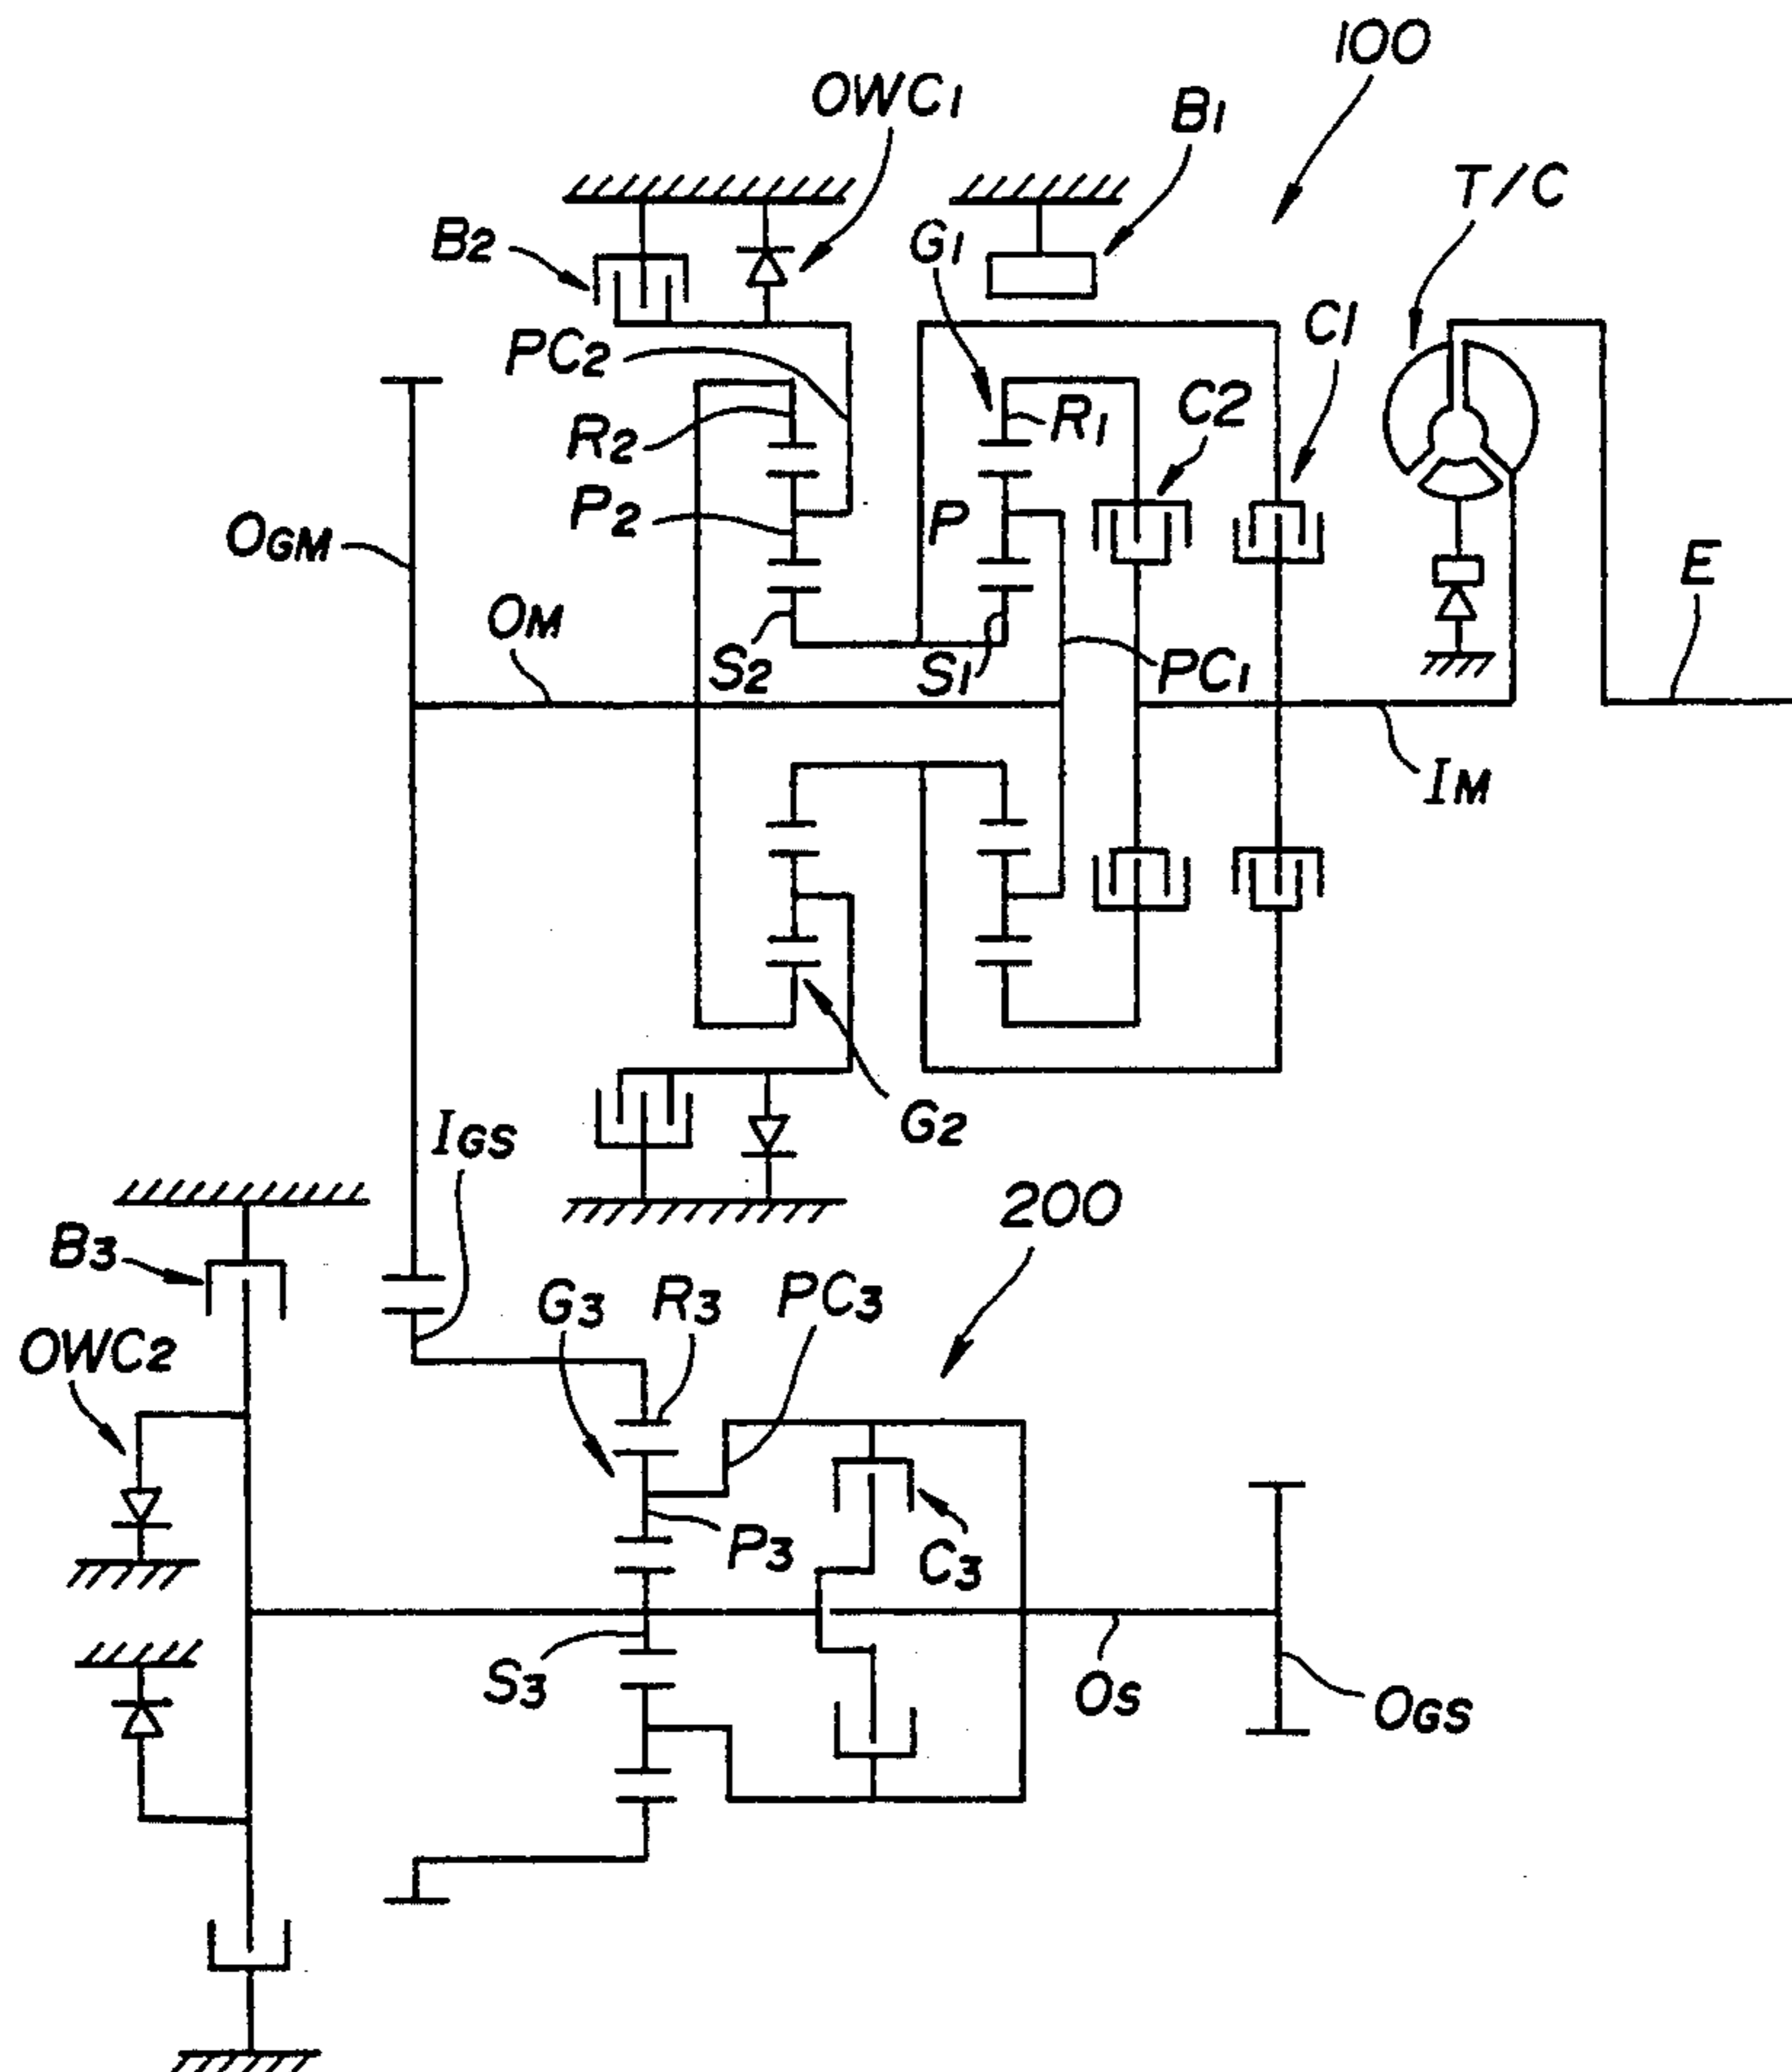 100
OWC1
B1
T/C
B2
G1
C1
PC2
C2
R1
R2
P2
P
OGM
E
OM
S2
S1
PC1
IM
G2
IGS
200
B3
G3
R3
PC3
OWC2
P3
C3
S3
OS
OGS